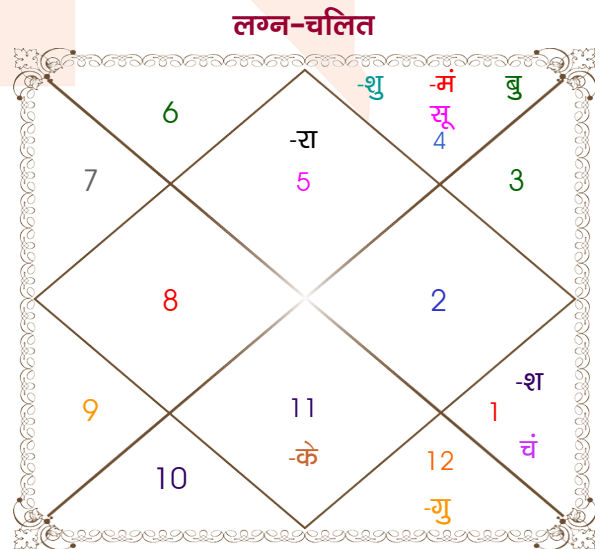 लग्न-चलित
-शु -मं बु
सू
6 -रा 4
7 5 3
8 2
-श
9 11 1
-के चं
10 12
-गु